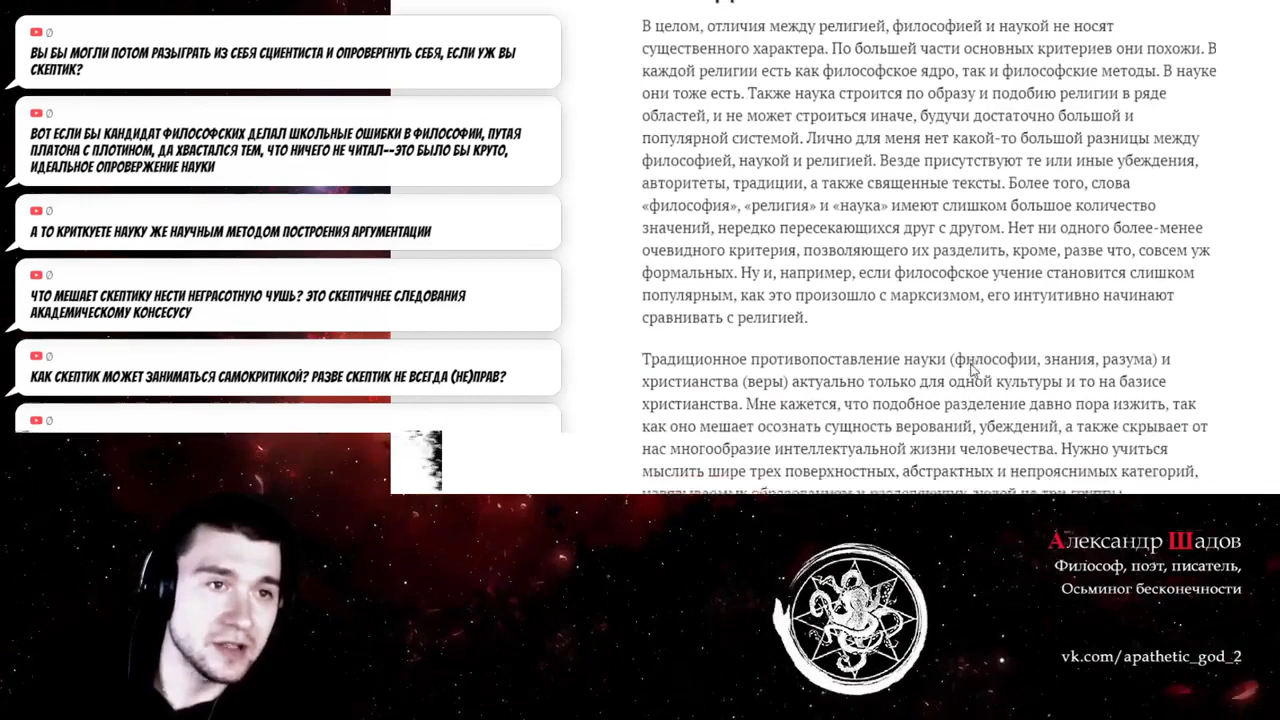 Ø
ВЫ БЫ МОГЛИ ПОТОМ РАЗЫГРАТЬ ИЗ СЕБЯ СЦИЕНТИСТА И ОПРОВЕРГНУТЬ СЕБЯ, ЕСЛИ УЖ ВЫ
СКЕПТИК?
Ø
ВОТ ЕСЛИ БЫ КАНДИДАТ ФИЛОСОФСКИХ ДЕЛАЛ ШКОЛЬНЫЕ ОШИБКИ В ФИЛОСОФИИ, ПУТАЯ
ПЛАТОНА С ПЛОТИНОМ, ДА ХВАСТАЛСЯ ТЕМ, ЧТО НИЧЕГО НЕ ЧИТАЛ--ЭТО БЫЛО БЫ КРУТО,
ИДЕАЛЬНОЕ ОПРОВЕРЖЕНИЕ НАУКИ
Ø
А ТО КРИТКУЕТЕ НАУКУ ЖЕ НАУЧНЫМ МЕТОДОМ ПОСТРОЕНИЯ АРГУМЕНТАЦИИ
Ø
ЧТО МЕШАЕТ СКЕПТИКУ НЕСТИ НЕГРАСОТНУЮ ЧУШЬ? ЭТО СКЕПТИЧНЕЕ СЛЕДОВАНИЯ
АКАДЕМИЧЕСКОМУ КОНСЕСУСУ
Ø
КАК СКЕПТИК МОЖЕТ ЗАНИМАТЬСЯ САМОКРИТИКОЙ? РАЗВЕ СКЕПТИК НЕ ВСЕГДА (НЕ)ПРАВ?
Ø
В целом, отличия между религией, философией и наукой не носят
существенного характера. По большей части основных критериев они похожи. В
каждой религии есть как философское ядро, так и философские методы. В науке
они тоже есть. Также наука строится по образу и подобию религии в ряде
областей, и не может строиться иначе, будучи достаточно большой и
популярной системой. Лично для меня нет какой-то большой разницы между
философией, наукой и религией. Везде присутствуют те или иные убеждения,
авторитеты, традиции, а также священные тексты. Более того, слова
«философия», «религия» и «наука» имеют слишком большое количество
значений, нередко пересекающихся друг с другом. Нет ни одного более-менее
очевидного критерия, позволяющего их разделить, кроме, разве что, совсем уж
формальных. Ну и, например, если философское учение становится слишком
популярным, как это произошло с марксизмом, его интуитивно начинают
сравнивать с религией.
Традиционное противопоставление науки (философии, знания, разума) и
христианства (веры) актуально только для одной культуры и то на базисе
христианства. Мне кажется, что подобное разделение давно пора изжить, так
как оно мешает осознать сущность верований, убеждений, а также скрывает от
нас многообразие интеллектуальной жизни человечества. Нужно учиться
мыслить шире трех поверхностных, абстрактных и непрояснимых категорий,
Александр Шадов
Философ, поэт, писатель,
Осьминог бесконечности
vk.com/apathetic_god_2